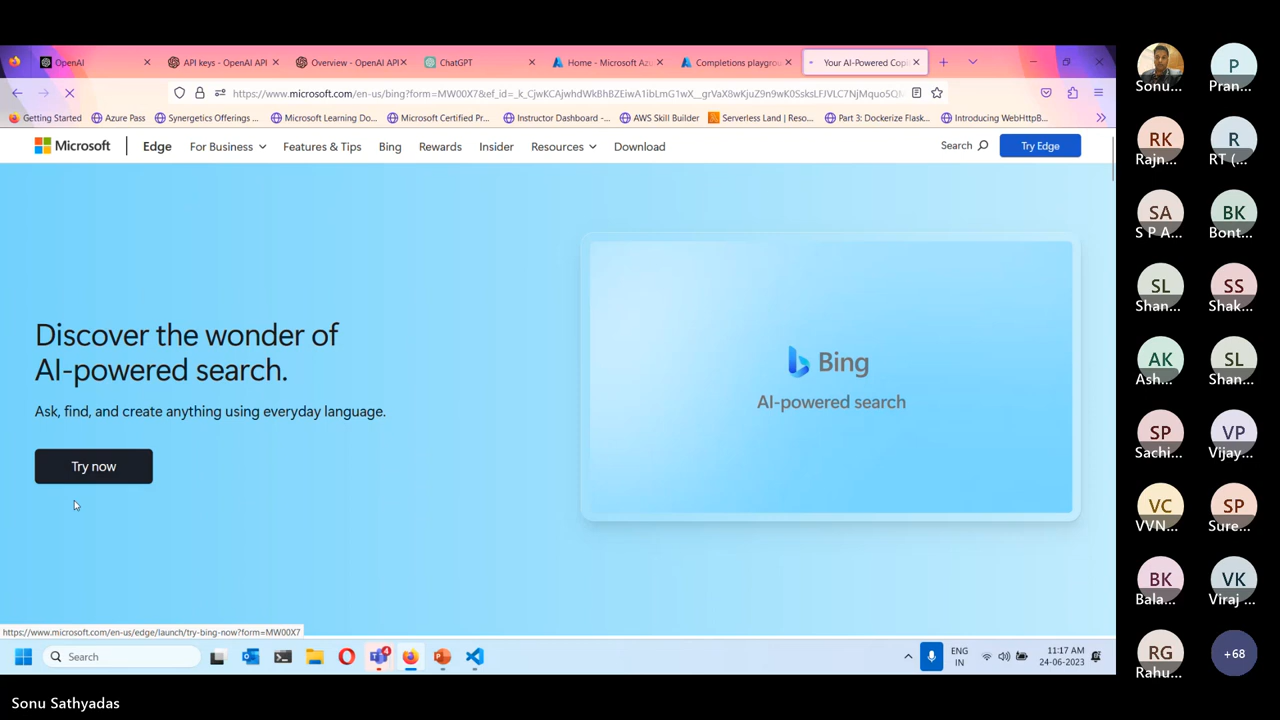 OpenAI
API keys - OpenAI API
Overview - OpenAI API
ChatGPT
Home - Microsoft Azu
Completions playgrou
Your AI-Powered Cop
https://www.microsoft.com/en-us/bing?form=MW00X7&ef_id=
Getting Started
Azure Pass
Synergetics Offerings ...
Microsoft Learning Do...
Microsoft Certified Pr...
Instructor Dashboard -...
AWS Skill Builder
Serverless Land | Reso...
Part 3: Dockerize Flask...
Introducing WebHttpB...
Microsoft
Edge
For Business
Features & Tips
Bing
Rewards
Insider
Resources
Download
Search
Try Edge
Discover the wonder of
AI-powered search.
Ask, find, and create anything using everyday language.
Try now
Bing
AI-powered search
https://www.microsoft.com/en-us/edge/launch/try-bing-now?form=MW00X7
Search
4
ENG
IN
11:17 AM
24-06-2023
Sonu Sathyadas
Sonu...
P
Pran...
RK
Rajn...
R
RT (...
SA
S P A...
BK
Bont...
SL
Shan...
SS
Shak...
AK
Ash...
SL
Shan...
SP
Sachi...
VP
Vijay...
VC
VVN...
SP
Sure...
BK
Bala...
VK
Viraj ...
RG
Rahu...
+68